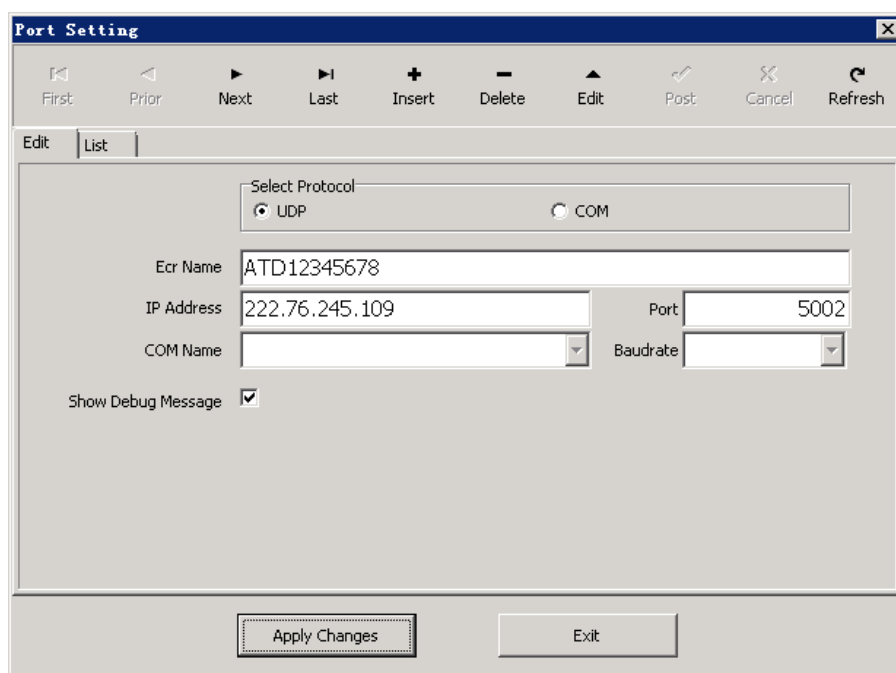 Port Setting
First Prior Next Last Insert Delete Edit Post Cancel Refresh
Edit List
Select Protocol
UDP COM
Ecr Name ATD12345678
IP Address 222.76.245.109 Port 5002
COM Name Baudrate
Show Debug Message
Apply Changes Exit